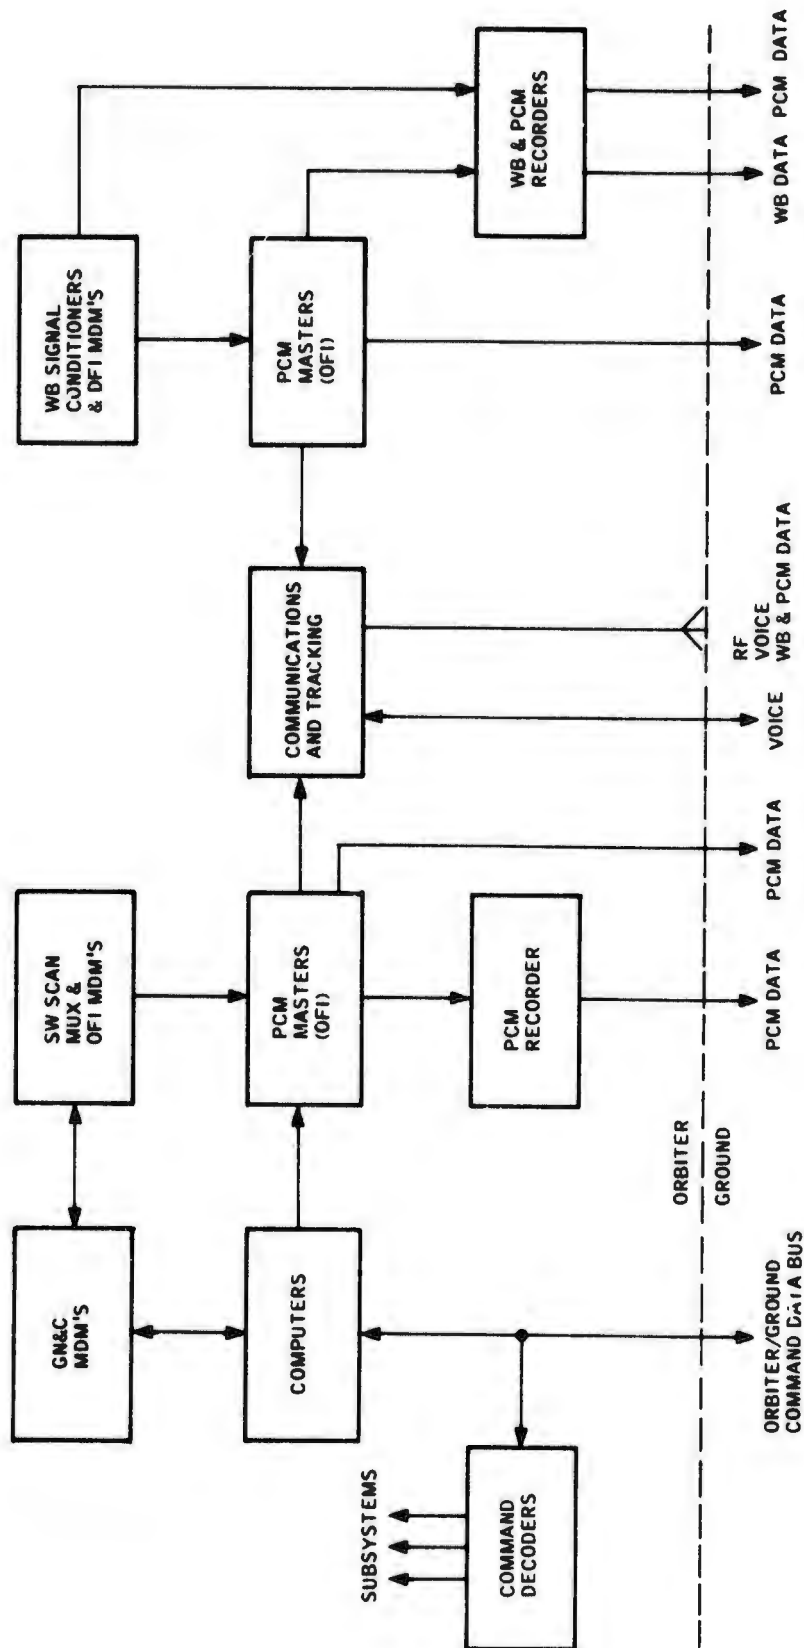 GN&C
MDM'S
SW SCAN
MUX &
OFI MDM'S
WB SIGNAL
CONDITIONERS
& DFI MDM'S
COMPUTERS
PCM
MASTERS
(OFI)
COMMUNICATIONS
AND TRACKING
PCM
MASTERS
(OFI)
SUBSYSTEMS
COMMAND
DECODERS
PCM
RECORDER
WB & PCM
RECORDERS
ORBITER
GROUND
ORBITER/GROUND
COMMAND DATA BUS
PCM DATA
PCM DATA
VOICE
RF
VOICE
WB & PCM DATA
PCM DATA
WB DATA
PCM DATA